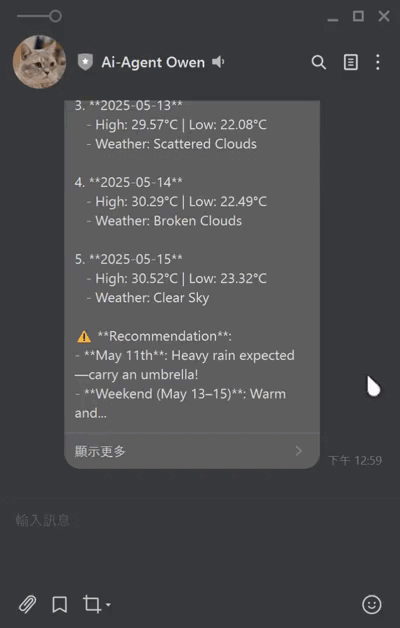 Ai-Agent Owen
3. **2025-05-13**
- High: 29.57°C | Low: 22.08°C
- Weather: Scattered Clouds
4. **2025-05-14**
- High: 30.29°C | Low: 22.49°C
- Weather: Broken Clouds
5. **2025-05-15**
- High: 30.52°C | Low: 23.32°C
- Weather: Clear Sky
⚠️ **Recommendation**:
- **May 11th**: Heavy rain expected
—carry an umbrella!
- **Weekend (May 13–15)**: Warm
and...
顯示更多
下午 12:59
輸入訊息